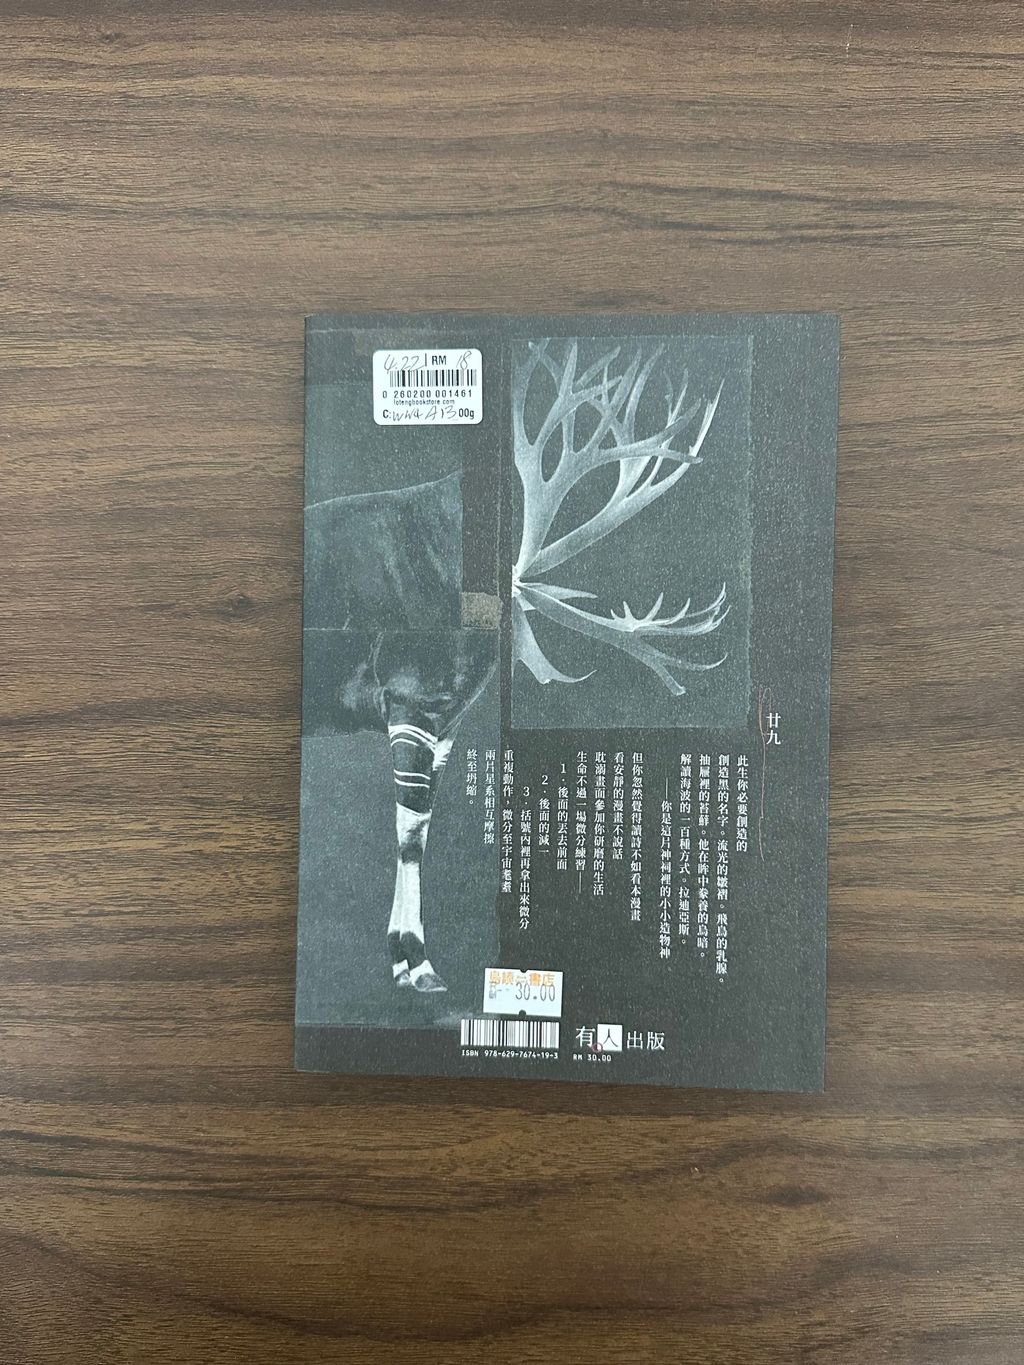 4.221 RM 18
0 260200 001461
lotengbookstore.com
C: A13 00g
廿九
此生你必要創造的
創造黑的名字。流光的皺褶。飛鳥的乳腺。
抽屜裡的苔蘚。他在眸中豢養的烏暗。
解讀海波的一百種方式。拉迪亞斯。
——你是這片神祠裡的小小造物神。
但你忽然覺得讀詩不如看本漫畫
看安靜的漫畫不說話
耽溺畫面參加你研磨的生活
生命不過一場微分練習——
1．後面的丟去前面
2．後面的減一
3．括號內裡再拿出來微分
重複動作，微分至宇宙耄耋
兩片星系相互摩擦
終至坍縮。
書店
30.00
ISBN 978-629-7674-19-3
有人出版
RM 30.00